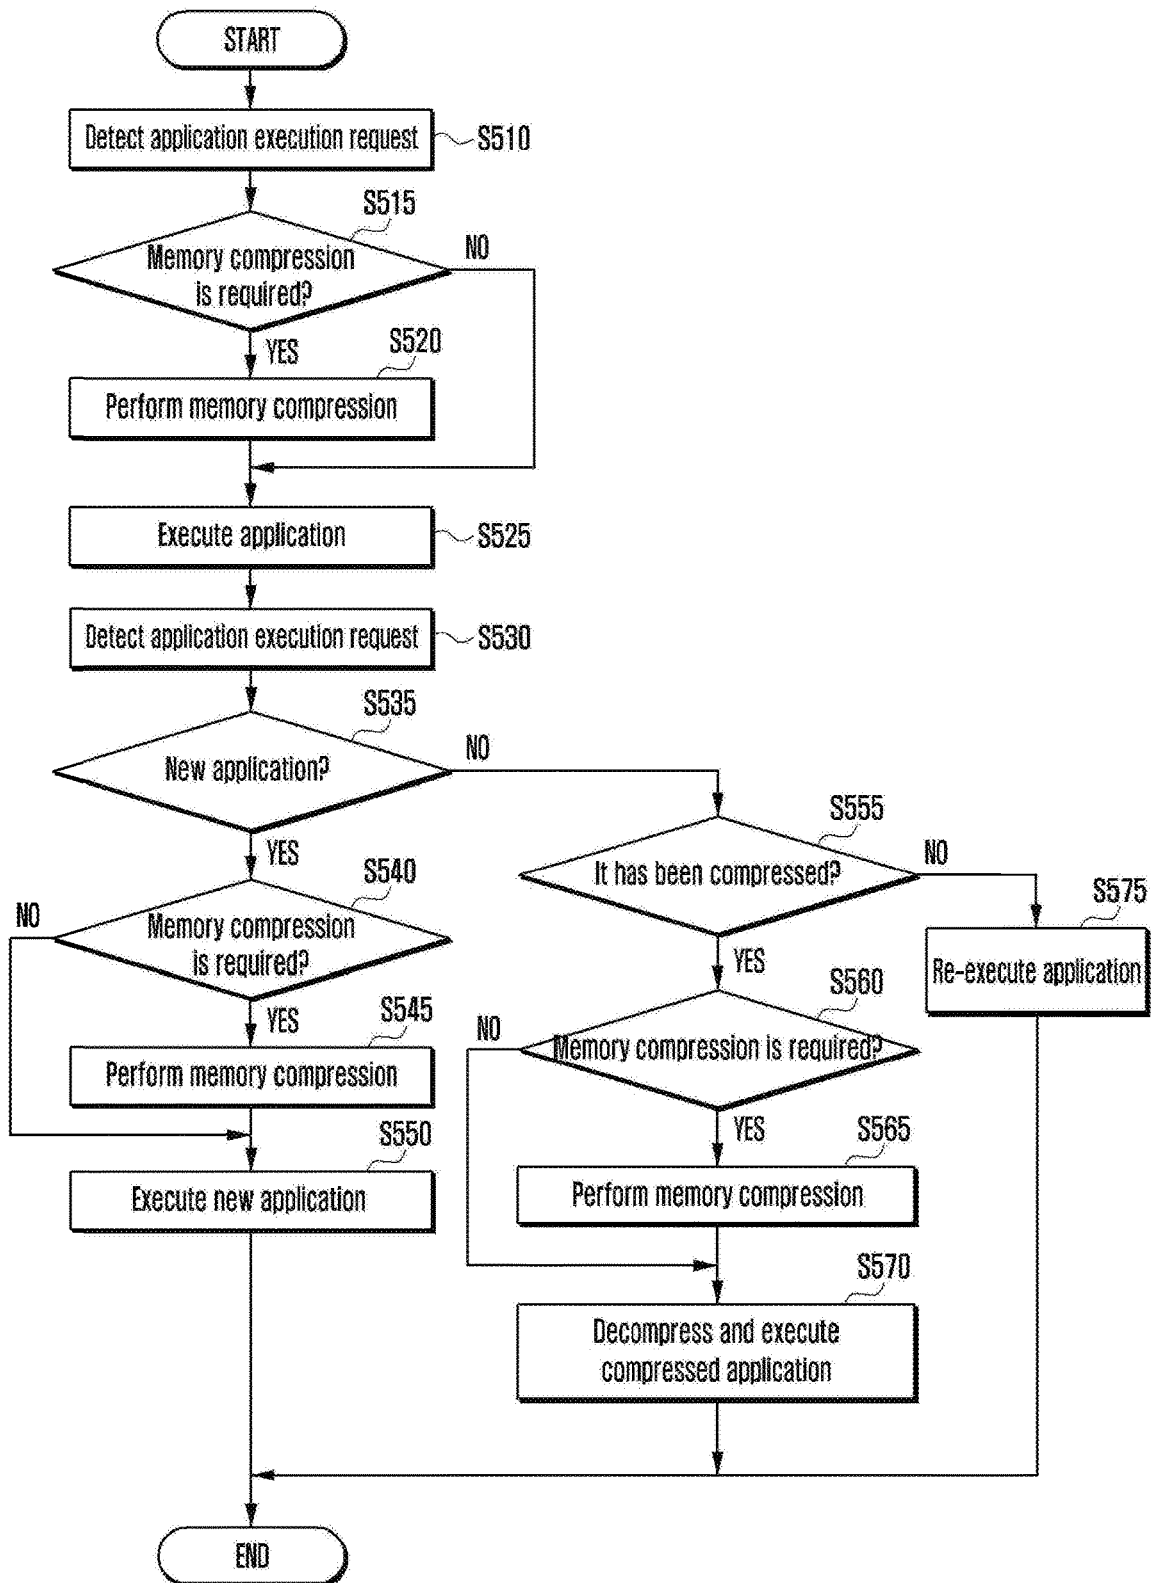 START
Detect application execution request
S510
S515
Memory compression
is required?
NO
YES
S520
Perform memory compression
Execute application
S525
Detect application execution request
S530
S535
New application?
NO
YES
S540
NO
Memory compression
is required?
YES
S545
Perform memory compression
S550
Execute new application
S555
It has been compressed?
NO
S575
Re-execute application
YES
S560
NO
Memory compression is required?
YES
S565
Perform memory compression
S570
Decompress and execute
compressed application
END